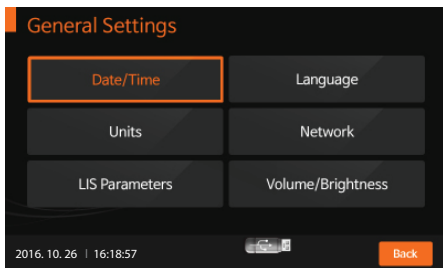 General Settings
Date/Time
Language
Units
Network
LIS Parameters
Volume/Brightness
2016. 10. 26 | 16:18:57
Back